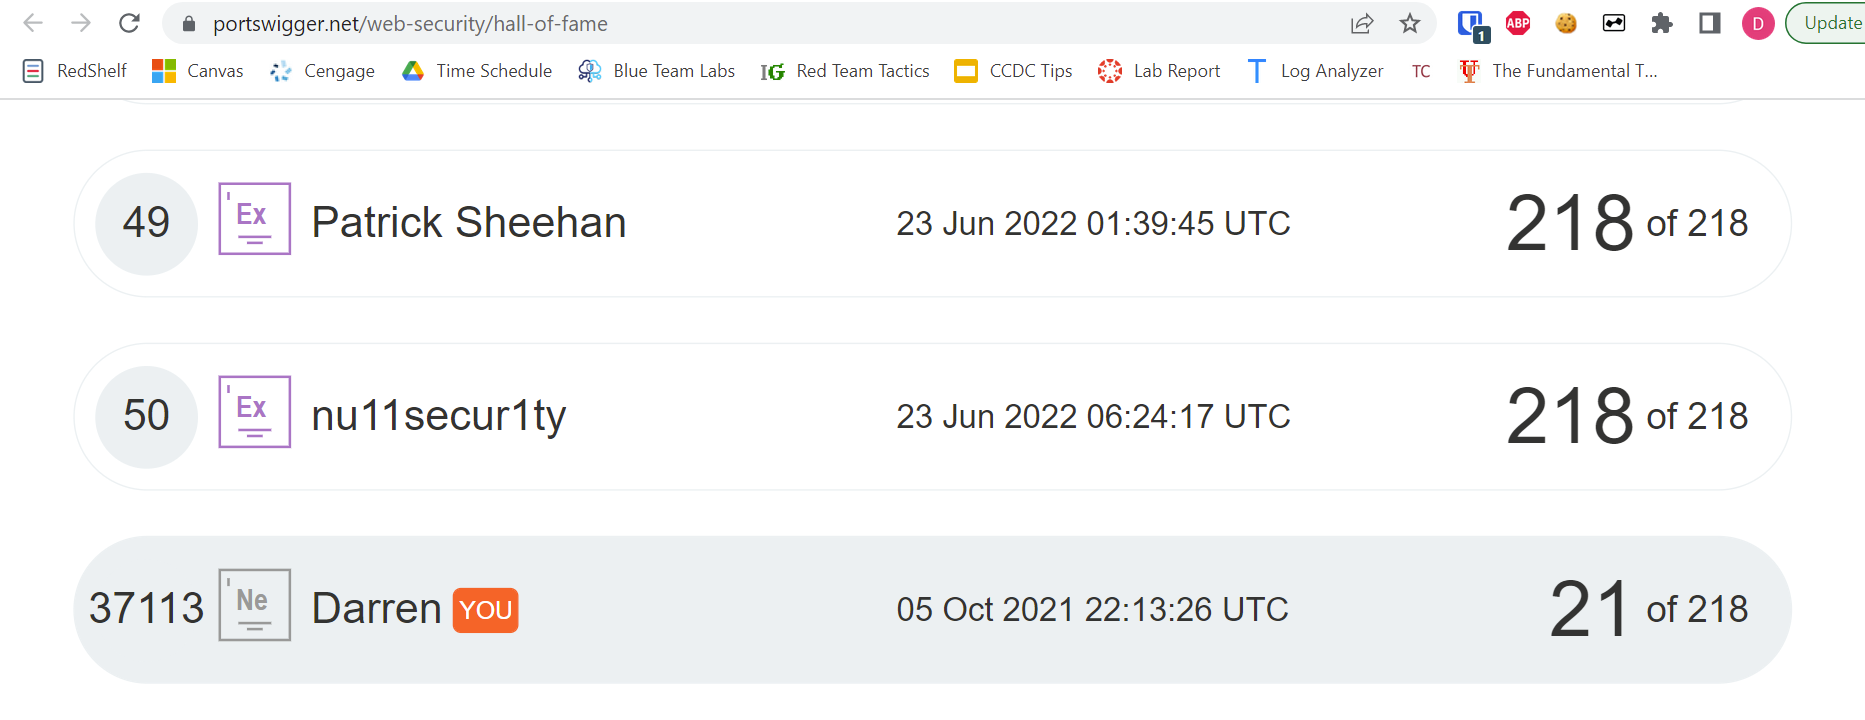 portswigger.net/web-security/hall-of-fame
ABP
1
D
Update
RedShelf Canvas Cengage Time Schedule Blue Team Labs IG Red Team Tactics CCDC Tips Lab Report T Log Analyzer TC The Fundamental T...
49 Ex Patrick Sheehan 23 Jun 2022 01:39:45 UTC 218 of 218
50 Ex nu11secur1ty 23 Jun 2022 06:24:17 UTC 218 of 218
37113 Ne Darren YOU 05 Oct 2021 22:13:26 UTC 21 of 218